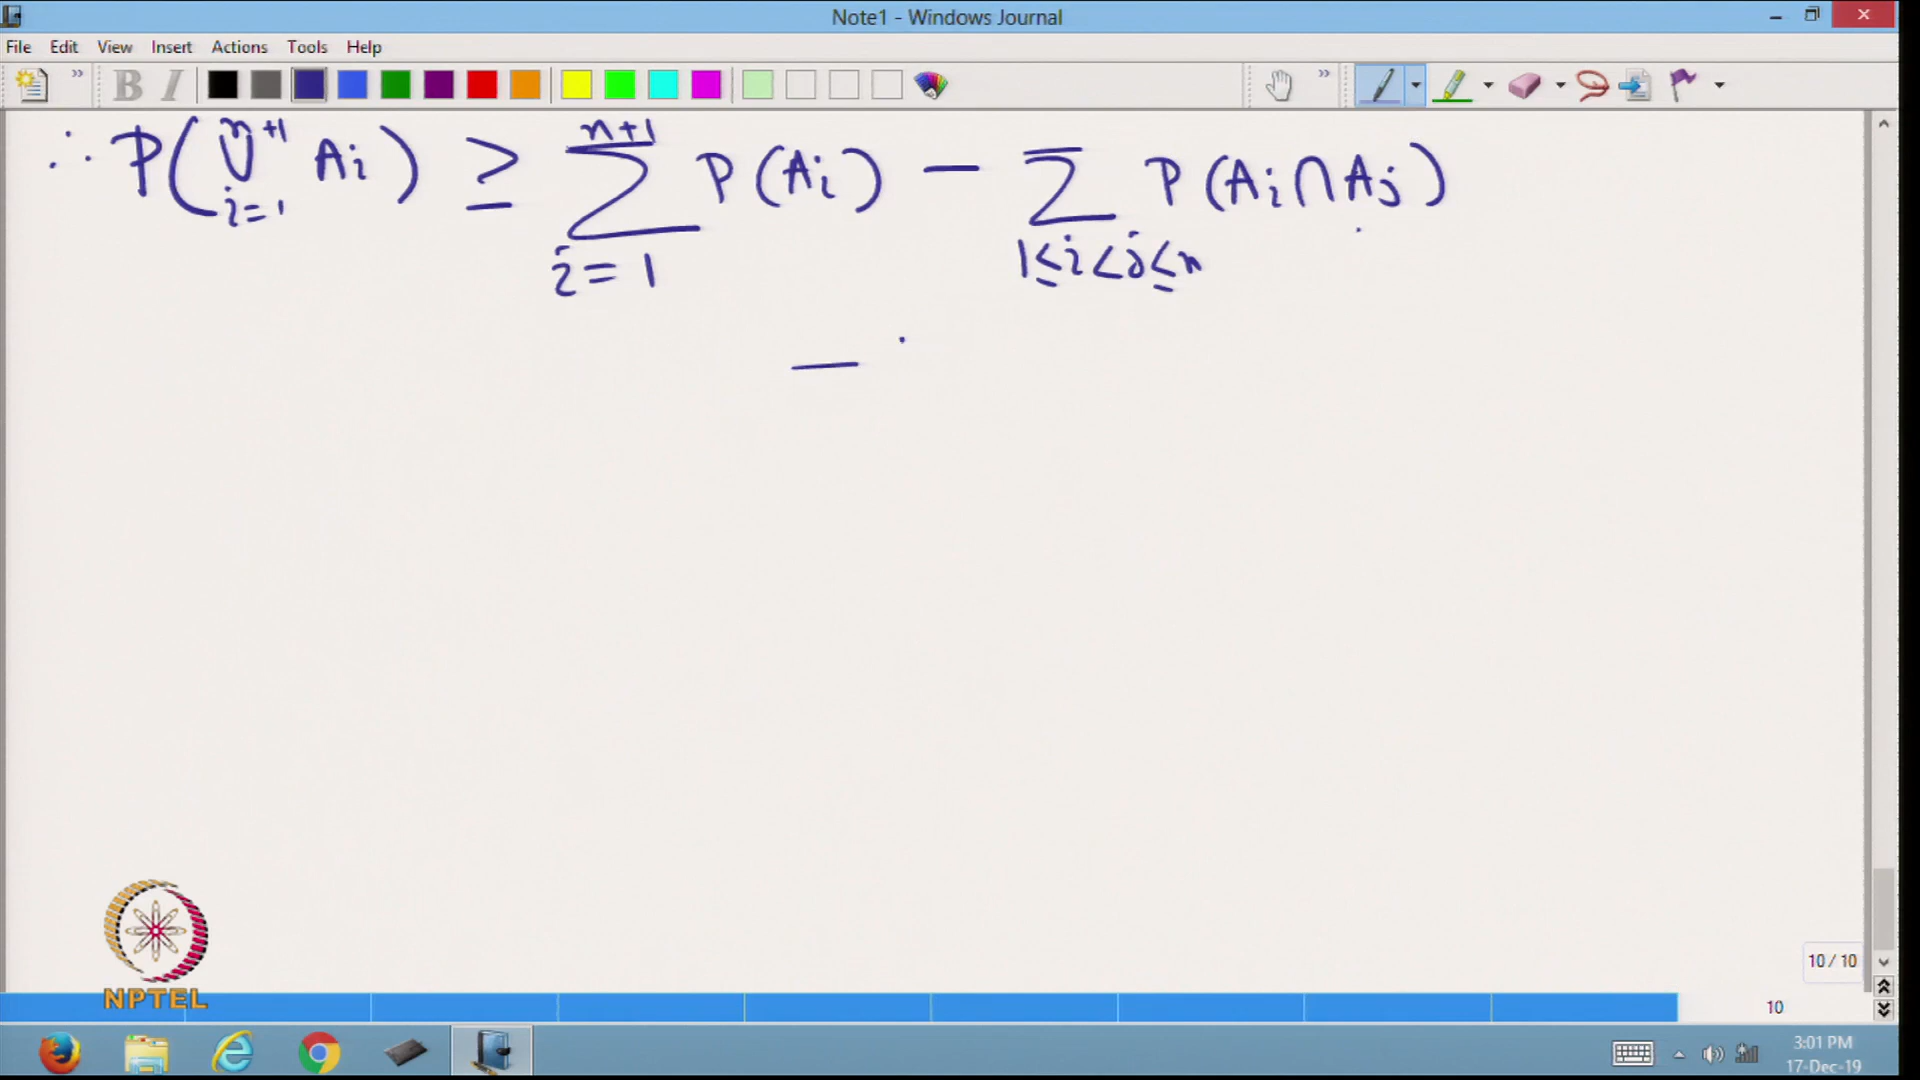 Note1 - Windows Journal
File Edit View Insert Actions Tools Help
B I
∴ P(⋃_{i=1}^{n+1} Ai) ≥ ∑_{i=1}^{n+1} P(Ai) − ∑_{1≤i<j≤n} P(Ai∩Aj)
−
NPTEL
10 / 10
10
3:01 PM
17-Dec-19